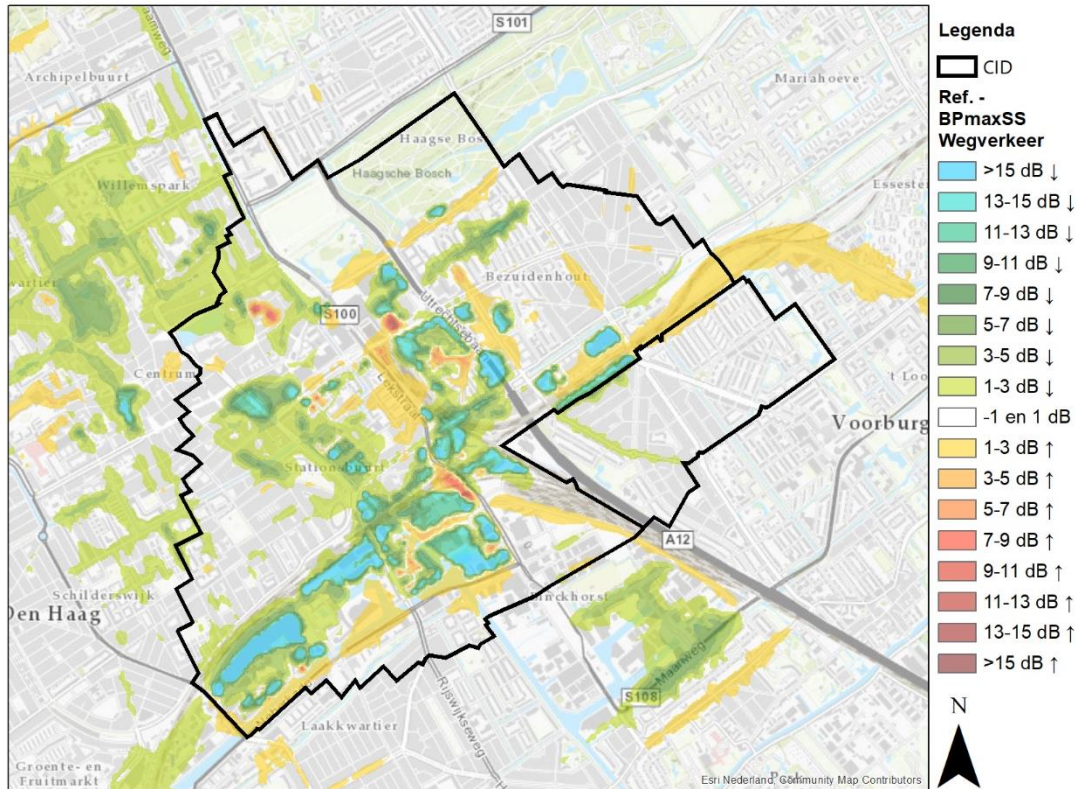 S101
Archipelbuurt
Mariahoeve
Haagse Bos
Haagsche Bosch
Willemspark
Essester
Bezuidenhout
Utrechtsebaan
S100
Centrum
Lekstraat
't Loo
Voorburg
Stationsbuurt
A12
Schilderswijk
Den Haag
Binckhorst
Maanweg
S108
Laakkwartier
Rijswijkseweg
Groente- en
Fruitmarkt
Esri Nederland, Community Map Contributors
Legenda
CID
Ref. -
BPmaxSS
Wegverkeer
>15 dB ↓
13-15 dB ↓
11-13 dB ↓
9-11 dB ↓
7-9 dB ↓
5-7 dB ↓
3-5 dB ↓
1-3 dB ↓
-1 en 1 dB
1-3 dB ↑
3-5 dB ↑
5-7 dB ↑
7-9 dB ↑
9-11 dB ↑
11-13 dB ↑
13-15 dB ↑
>15 dB ↑
N